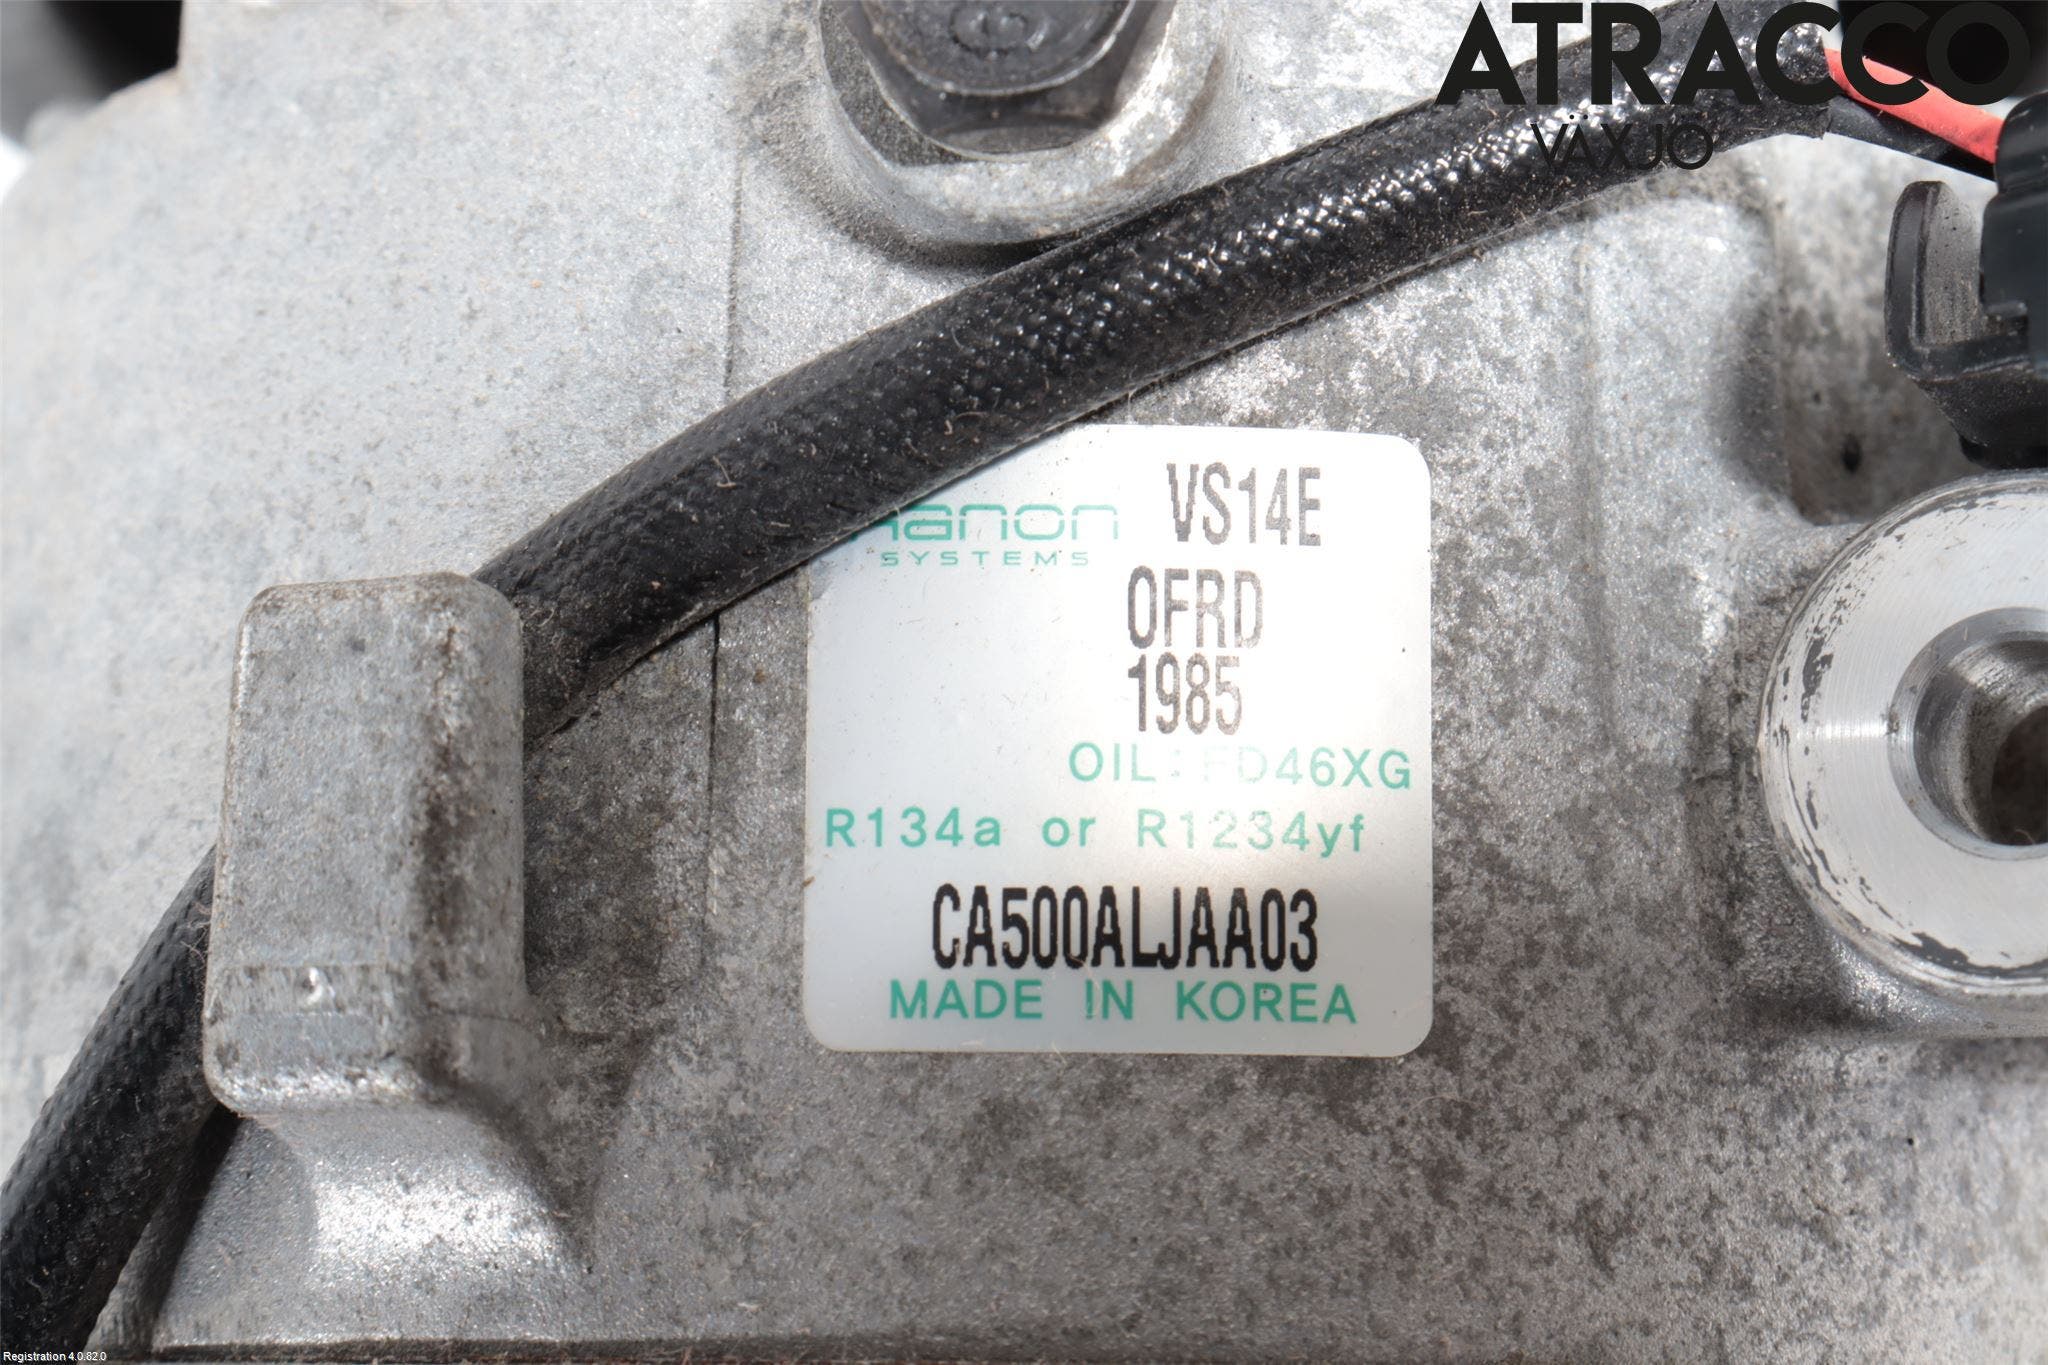 ATRACCO
VÄXJÖ
hanon VS14E
SYSTEMS
0FRD
1985
OIL: FD46XG
R134a or R1234yf
CA500ALJAA03
MADE IN KOREA
Registration 4.0.82.0